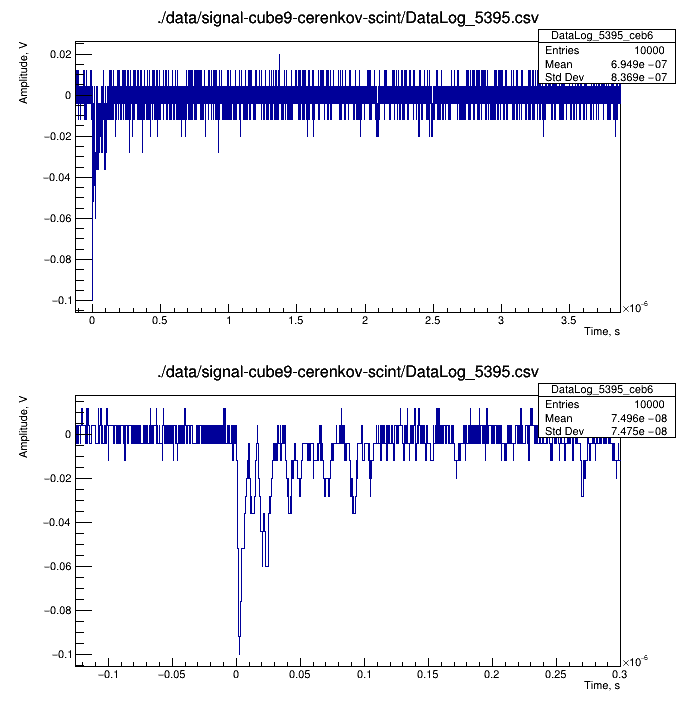 ./data/signal-cube9-cerenkov-scint/DataLog_5395.csv
Amplitude, V
DataLog_5395_ceb6
Entries 10000
Mean 6.949e −07
Std Dev 8.369e −07
0.02
0
−0.02
−0.04
−0.06
−0.08
−0.1
0 0.5 1 1.5 2 2.5 3 3.5
×10⁻⁶
Time, s
./data/signal-cube9-cerenkov-scint/DataLog_5395.csv
Amplitude, V
DataLog_5395_ceb6
Entries 10000
Mean 7.496e −08
Std Dev 7.475e −08
0
−0.02
−0.04
−0.06
−0.08
−0.1
−0.1 −0.05 0 0.05 0.1 0.15 0.2 0.25 0.3
×10⁻⁶
Time, s